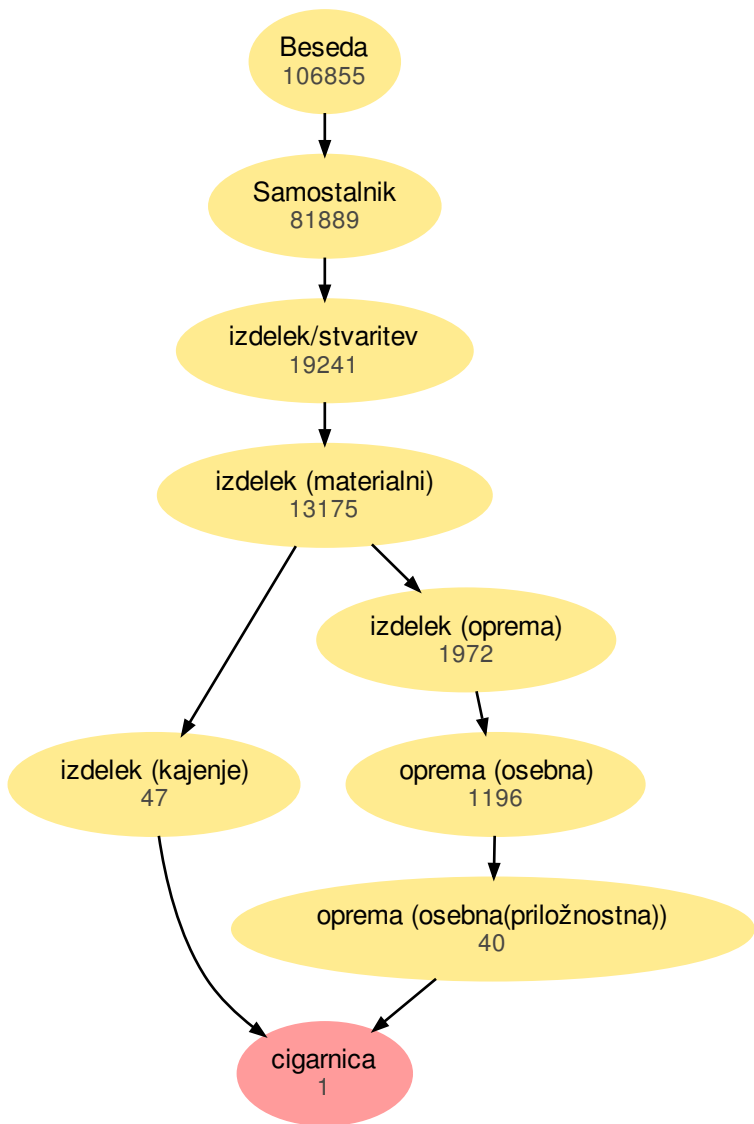 Beseda
106855
Samostalnik
81889
izdelek/stvaritev
19241
izdelek (materialni)
13175
izdelek (oprema)
1972
izdelek (kajenje)
47
oprema (osebna)
1196
oprema (osebna(priložnostna))
40
cigarnica
1